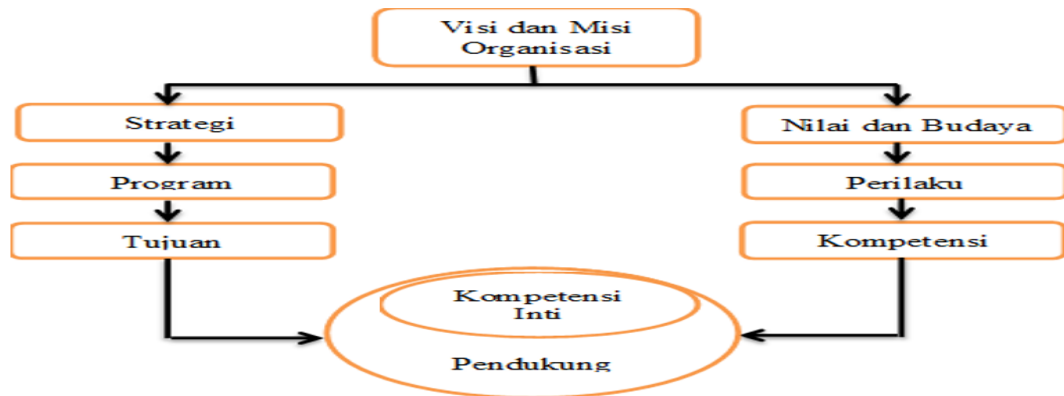 Visi dan Misi
Organisasi
Strategi
Nilai dan Budaya
Program
Perilaku
Tujuan
Kompetensi
Kompetensi
Inti
Pendukung